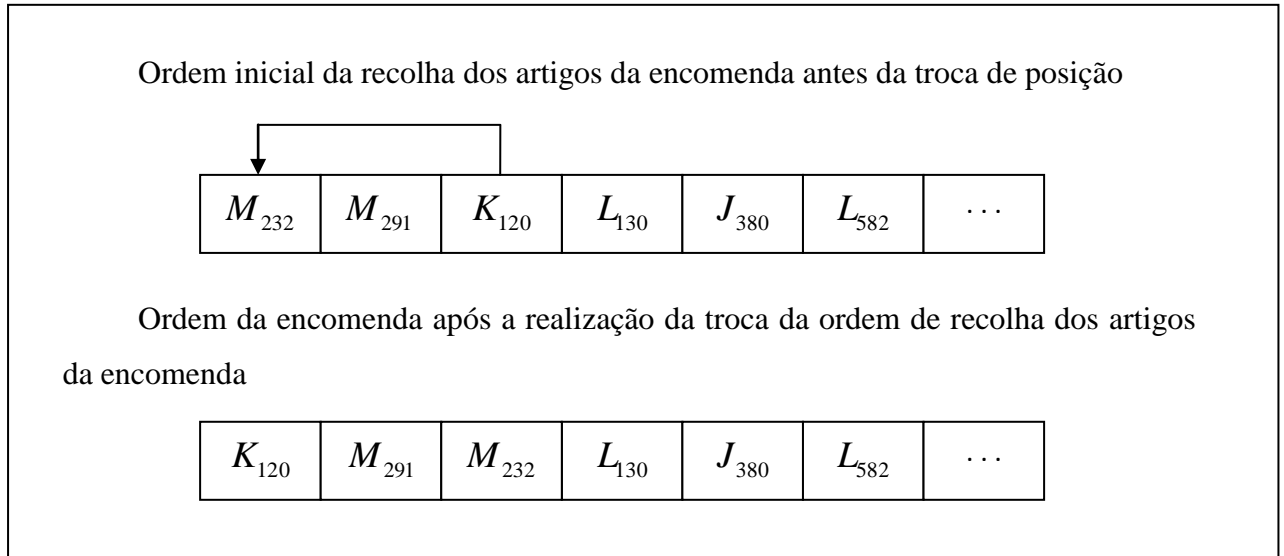 Ordem inicial da recolha dos artigos da encomenda antes da troca de posição
M232 M291 K120 L130 J380 L582 ...
Ordem da encomenda após a realização da troca da ordem de recolha dos artigos
da encomenda
K120 M291 M232 L130 J380 L582 ...